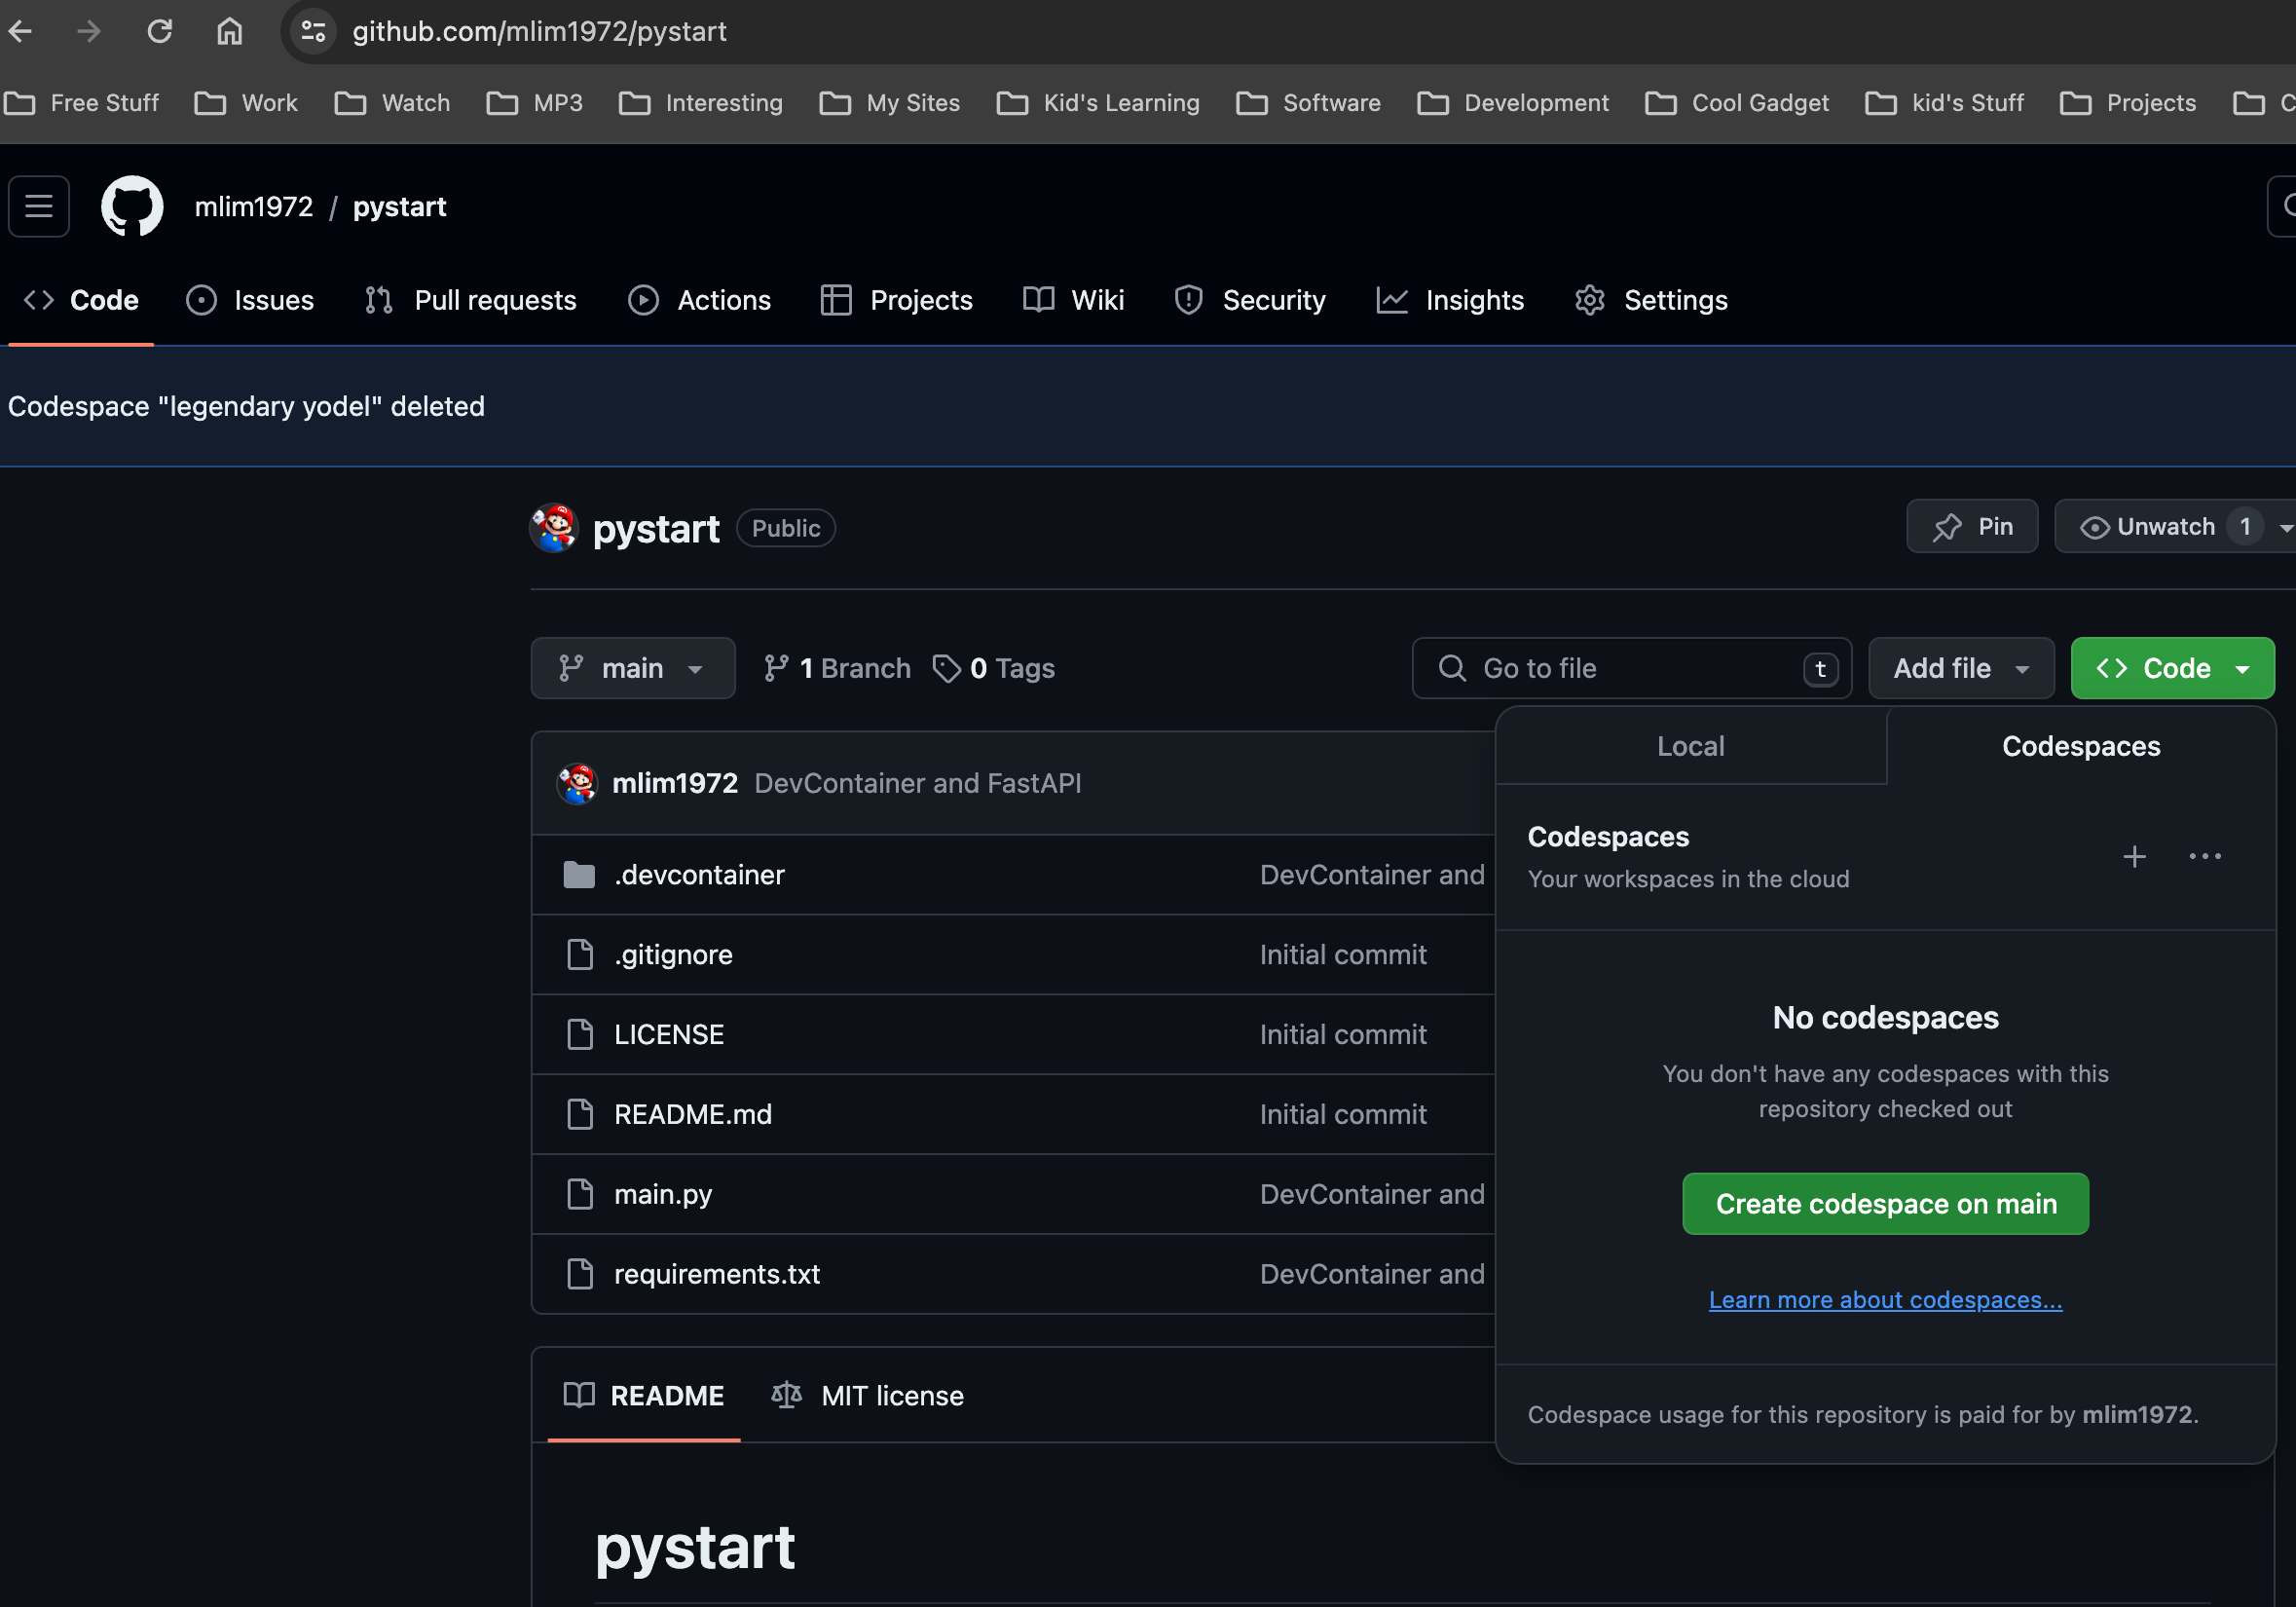 github.com/mlim1972/pystart
Free Stuff Work Watch MP3 Interesting My Sites Kid's Learning Software Development Cool Gadget kid's Stuff Projects
mlim1972 / pystart
Code Issues Pull requests Actions Projects Wiki Security Insights Settings
Codespace "legendary yodel" deleted
pystart Public Pin Unwatch 1
main 1 Branch 0 Tags Go to file t Add file Code
Local Codespaces
mlim1972 DevContainer and FastAPI
Codespaces
Your workspaces in the cloud
.devcontainer DevContainer and
.gitignore Initial commit
LICENSE Initial commit
README.md Initial commit
main.py DevContainer and
requirements.txt DevContainer and
No codespaces
You don't have any codespaces with this
repository checked out
Create codespace on main
Learn more about codespaces...
Codespace usage for this repository is paid for by mlim1972.
README MIT license
pystart